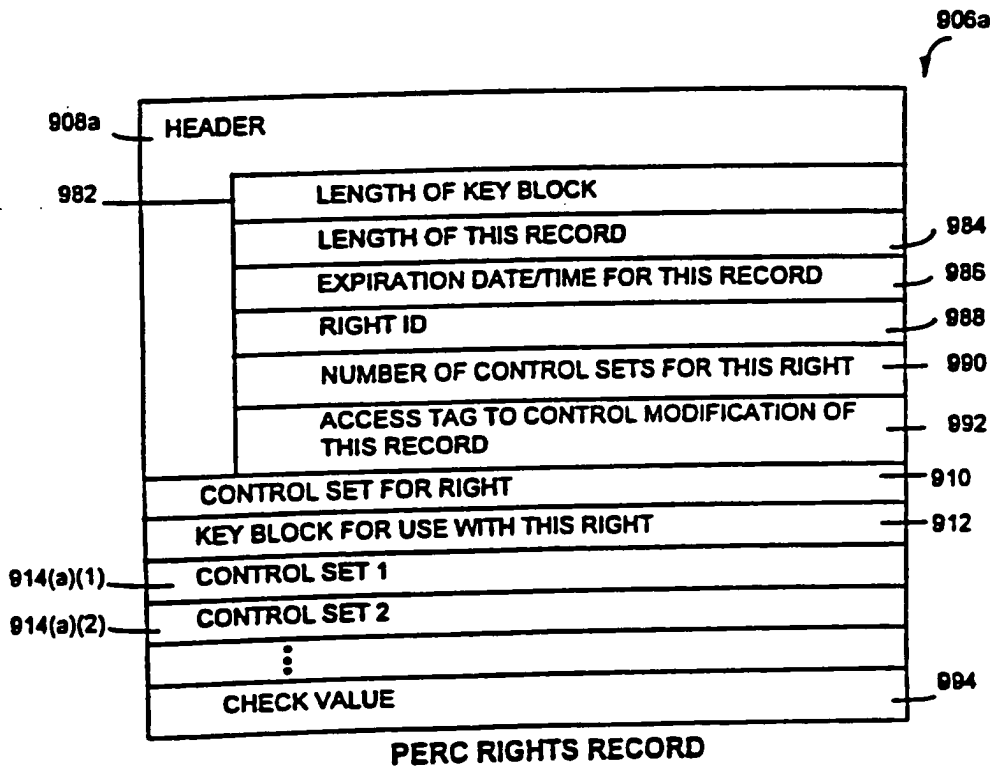 906a
908a HEADER
982 LENGTH OF KEY BLOCK
LENGTH OF THIS RECORD 984
EXPIRATION DATE/TIME FOR THIS RECORD 986
RIGHT ID 988
NUMBER OF CONTROL SETS FOR THIS RIGHT 990
ACCESS TAG TO CONTROL MODIFICATION OF
THIS RECORD 992
CONTROL SET FOR RIGHT 910
KEY BLOCK FOR USE WITH THIS RIGHT 912
914(a)(1) CONTROL SET 1
914(a)(2) CONTROL SET 2
CHECK VALUE 994
PERC RIGHTS RECORD